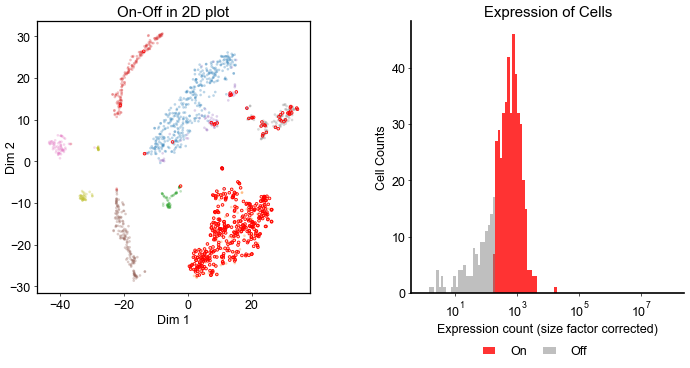 On-Off in 2D plot
30
20
10
0
−10
−20
−30
Dim 2
−40
−20
0
20
Dim 1
Expression of Cells
40
30
20
10
0
Cell Counts
10^1
10^3
10^5
10^7
Expression count (size factor corrected)
On
Off